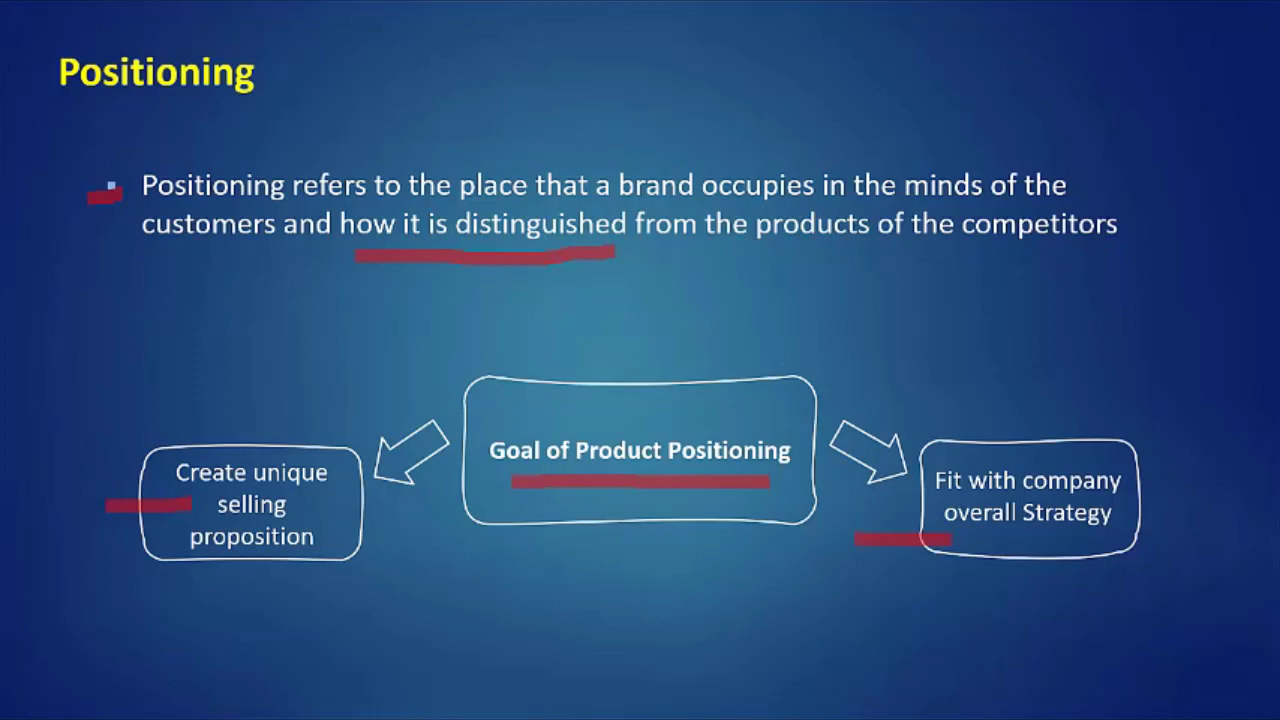 Positioning
Positioning refers to the place that a brand occupies in the minds of the
customers and how it is distinguished from the products of the competitors
Goal of Product Positioning
Create unique
selling
proposition
Fit with company
overall Strategy